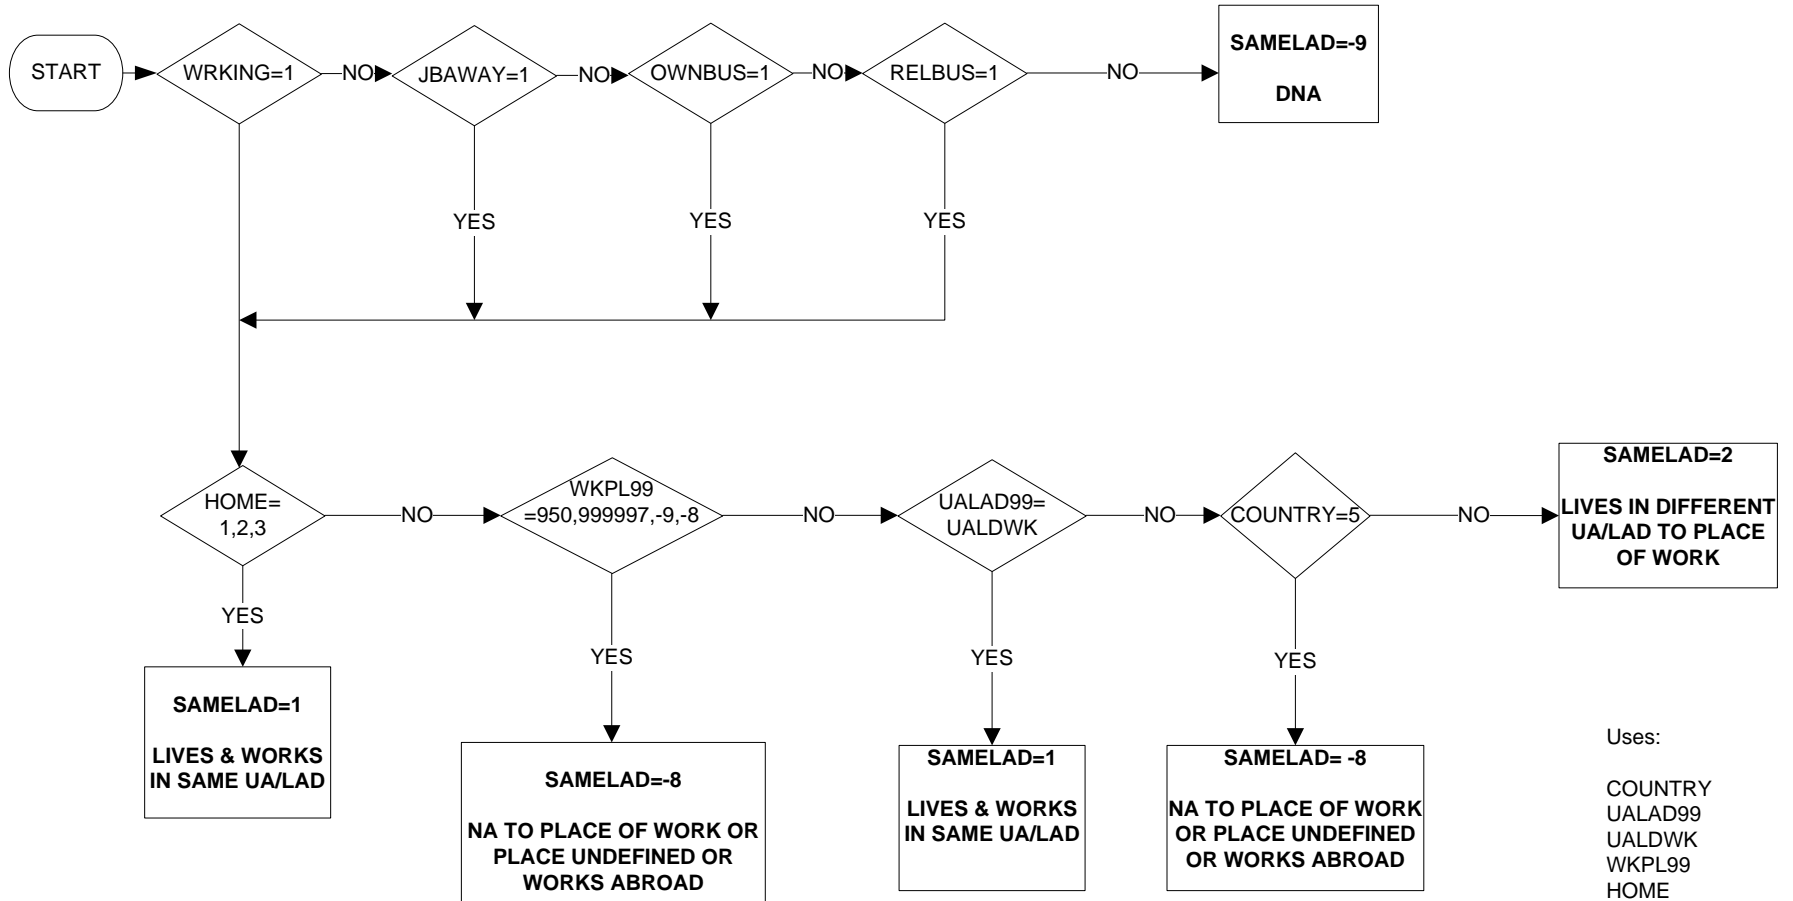 START
WRKING=1
NO
JBAWAY=1
NO
OWNBUS=1
NO
RELBUS=1
NO
SAMELAD=-9
DNA
YES
YES
YES
HOME=
1,2,3
NO
WKPL99
=950,999997,-9,-8
NO
UALAD99=
UALDWK
NO
COUNTRY=5
NO
SAMELAD=2
LIVES IN DIFFERENT
UA/LAD TO PLACE
OF WORK
YES
YES
YES
YES
SAMELAD=1
LIVES & WORKS
IN SAME UA/LAD
SAMELAD=-8
NA TO PLACE OF WORK OR
PLACE UNDEFINED OR
WORKS ABROAD
SAMELAD=1
LIVES & WORKS
IN SAME UA/LAD
SAMELAD= -8
NA TO PLACE OF WORK
OR PLACE UNDEFINED
OR WORKS ABROAD
Uses:
COUNTRY
UALAD99
UALDWK
WKPL99
HOME